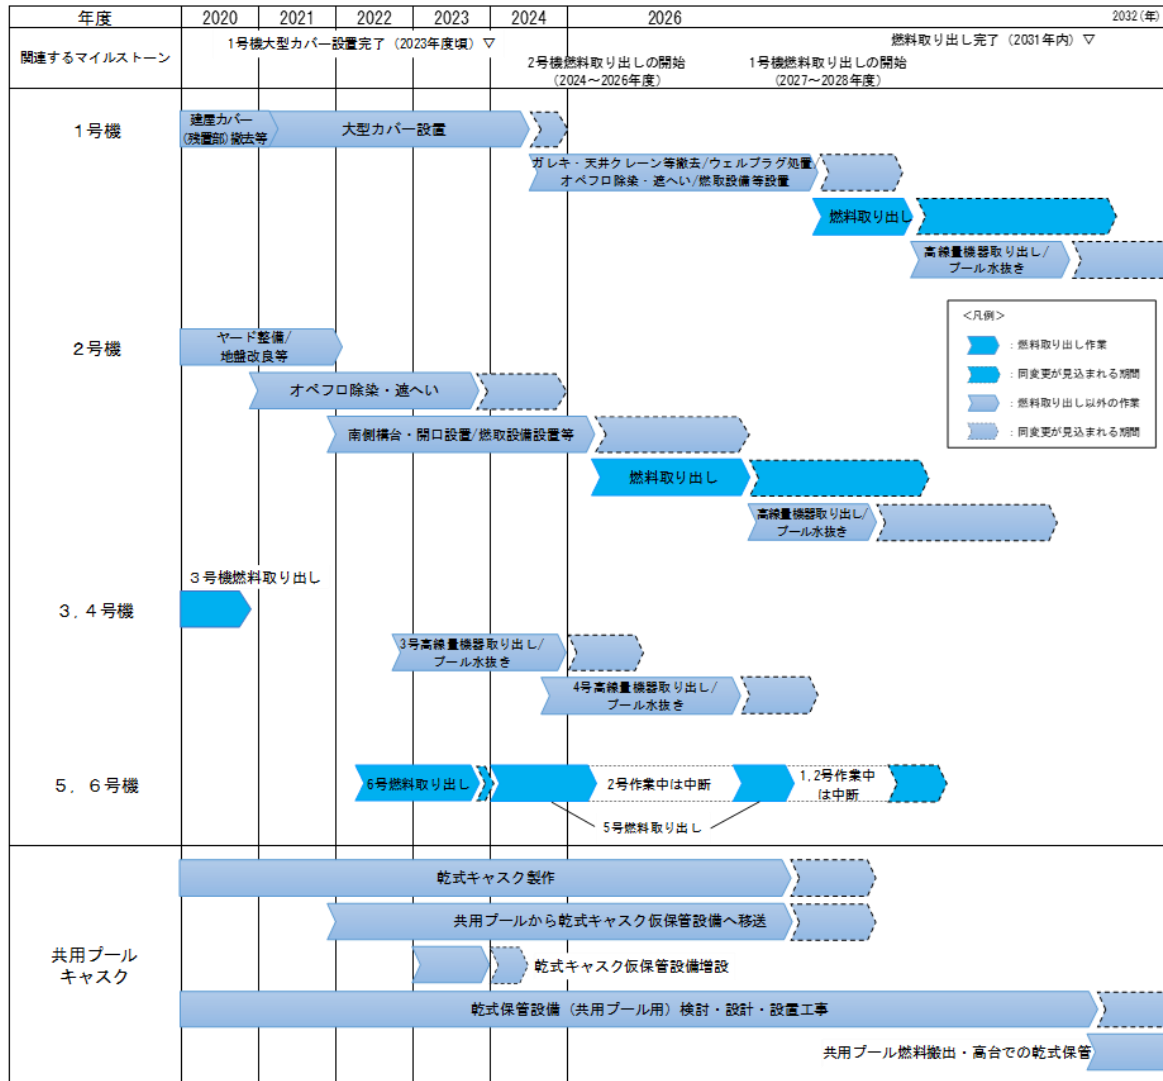 年度 2020 2021 2022 2023 2024 2026 2032(年)
関連するマイルストーン
1号機大型カバー設置完了（2023年度頃）▽
燃料取り出し完了（2031年内）▽
2号機燃料取り出しの開始
（2024～2026年度）
1号機燃料取り出しの開始
（2027～2028年度）
1号機
建屋カバー
(残置部)撤去等
大型カバー設置
ガレキ・天井クレーン等撤去/ウェルプラグ処置/
オペフロ除染・遮へい/燃取設備等設置
燃料取り出し
高線量機器取り出し/
プール水抜き
＜凡例＞
：燃料取り出し作業
：同変更が見込まれる期間
：燃料取り出し以外の作業
：同変更が見込まれる期間
2号機
ヤード整備/
地盤改良等
オペフロ除染・遮へい
南側構台・開口設置/燃取設備設置等
燃料取り出し
高線量機器取り出し/
プール水抜き
3,4号機
3号機燃料取り出し
3号高線量機器取り出し/
プール水抜き
4号高線量機器取り出し/
プール水抜き
5,6号機
6号燃料取り出し
2号作業中は中断
1,2号作業中
は中断
5号燃料取り出し
共用プール
キャスク
乾式キャスク製作
共用プールから乾式キャスク仮保管設備へ移送
乾式キャスク仮保管設備増設
乾式保管設備（共用プール用）検討・設計・設置工事
共用プール燃料搬出・高台での乾式保管